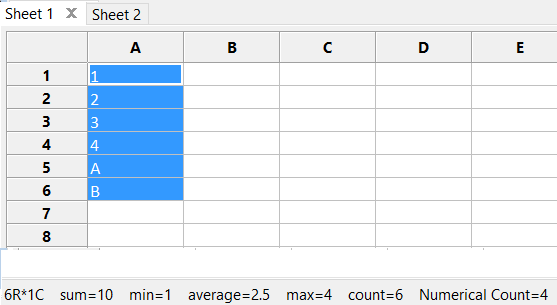 Sheet 1 X Sheet 2
A B C D E
1 1
2 2
3 3
4 4
5 A
6 B
7
8
6R*1C sum=10 min=1 average=2.5 max=4 count=6 Numerical Count=4